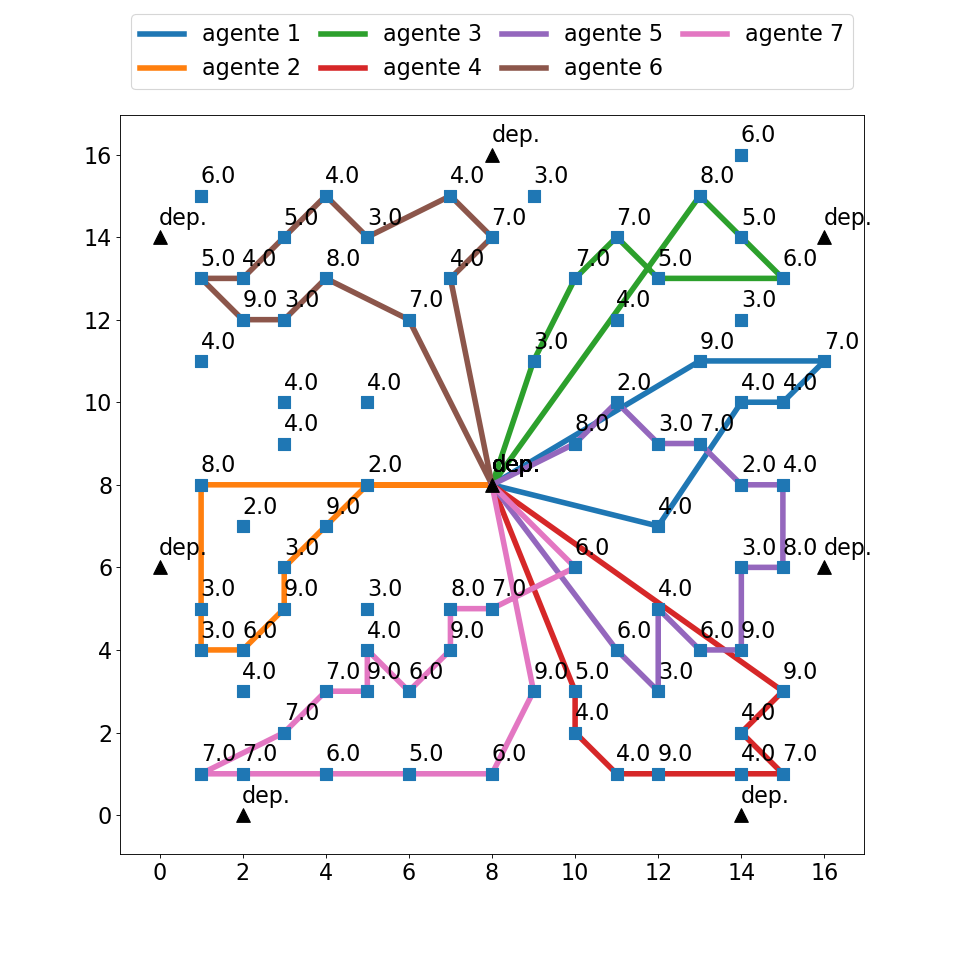 agente 1 agente 3 agente 5 agente 7
agente 2 agente 4 agente 6
dep. 6.0
6.0 4.0 4.0 3.0 8.0
dep. 5.0 3.0 7.0 7.0 5.0 dep.
5.0 4.0 8.0 4.0 7.0 5.0 6.0
9.0 3.0 7.0 4.0 3.0
4.0 3.0 9.0 7.0
4.0 4.0 2.0 4.0 4.0
4.0 8.0 3.0 7.0
8.0 2.0 dep. 2.0 4.0
2.0 9.0 4.0
dep. 3.0 6.0 3.0 8.0 dep.
3.0 9.0 3.0 8.0 7.0 4.0
3.0 6.0 4.0 9.0 6.0 6.0 9.0
4.0 7.0 9.0 6.0 9.0 5.0 3.0 9.0
7.0 4.0 4.0
7.0 7.0 6.0 5.0 6.0 4.0 9.0 4.0 7.0
dep. dep.
16
14
12
10
8
6
4
2
0
0 2 4 6 8 10 12 14 16